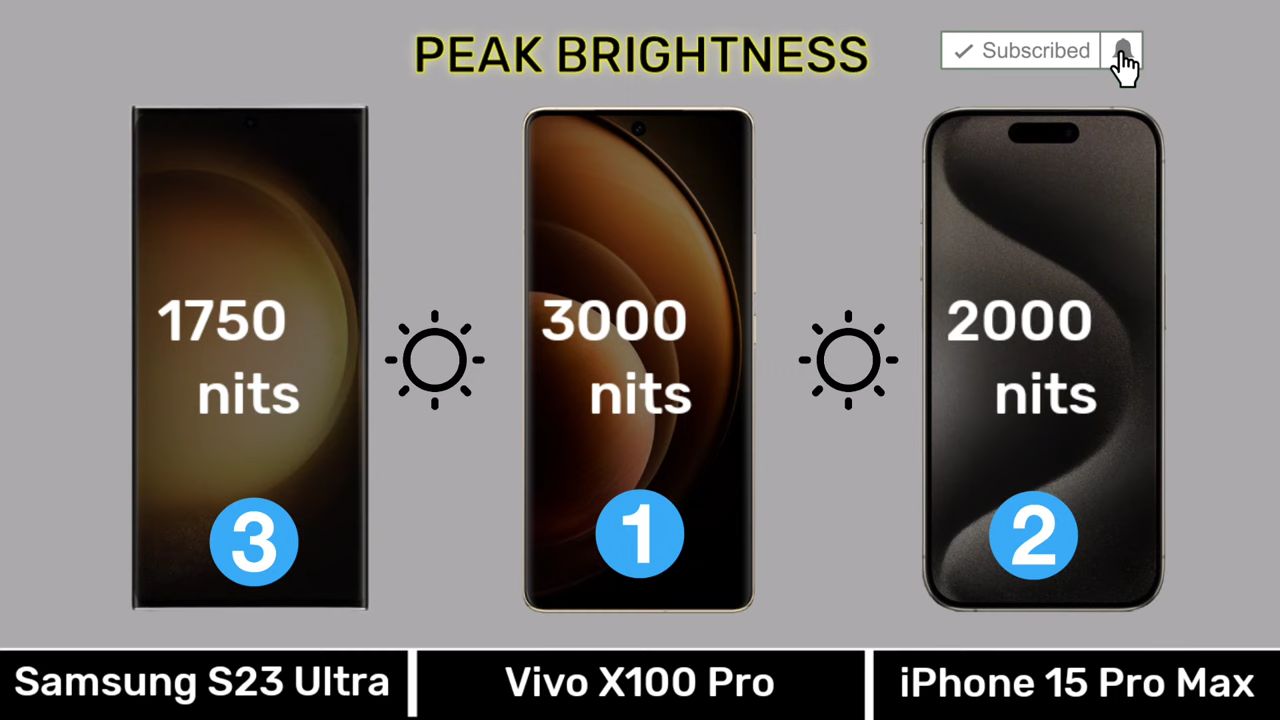 PEAK BRIGHTNESS
Subscribed
1750
nits
3
3000
nits
1
2000
nits
2
Samsung S23 Ultra
Vivo X100 Pro
iPhone 15 Pro Max